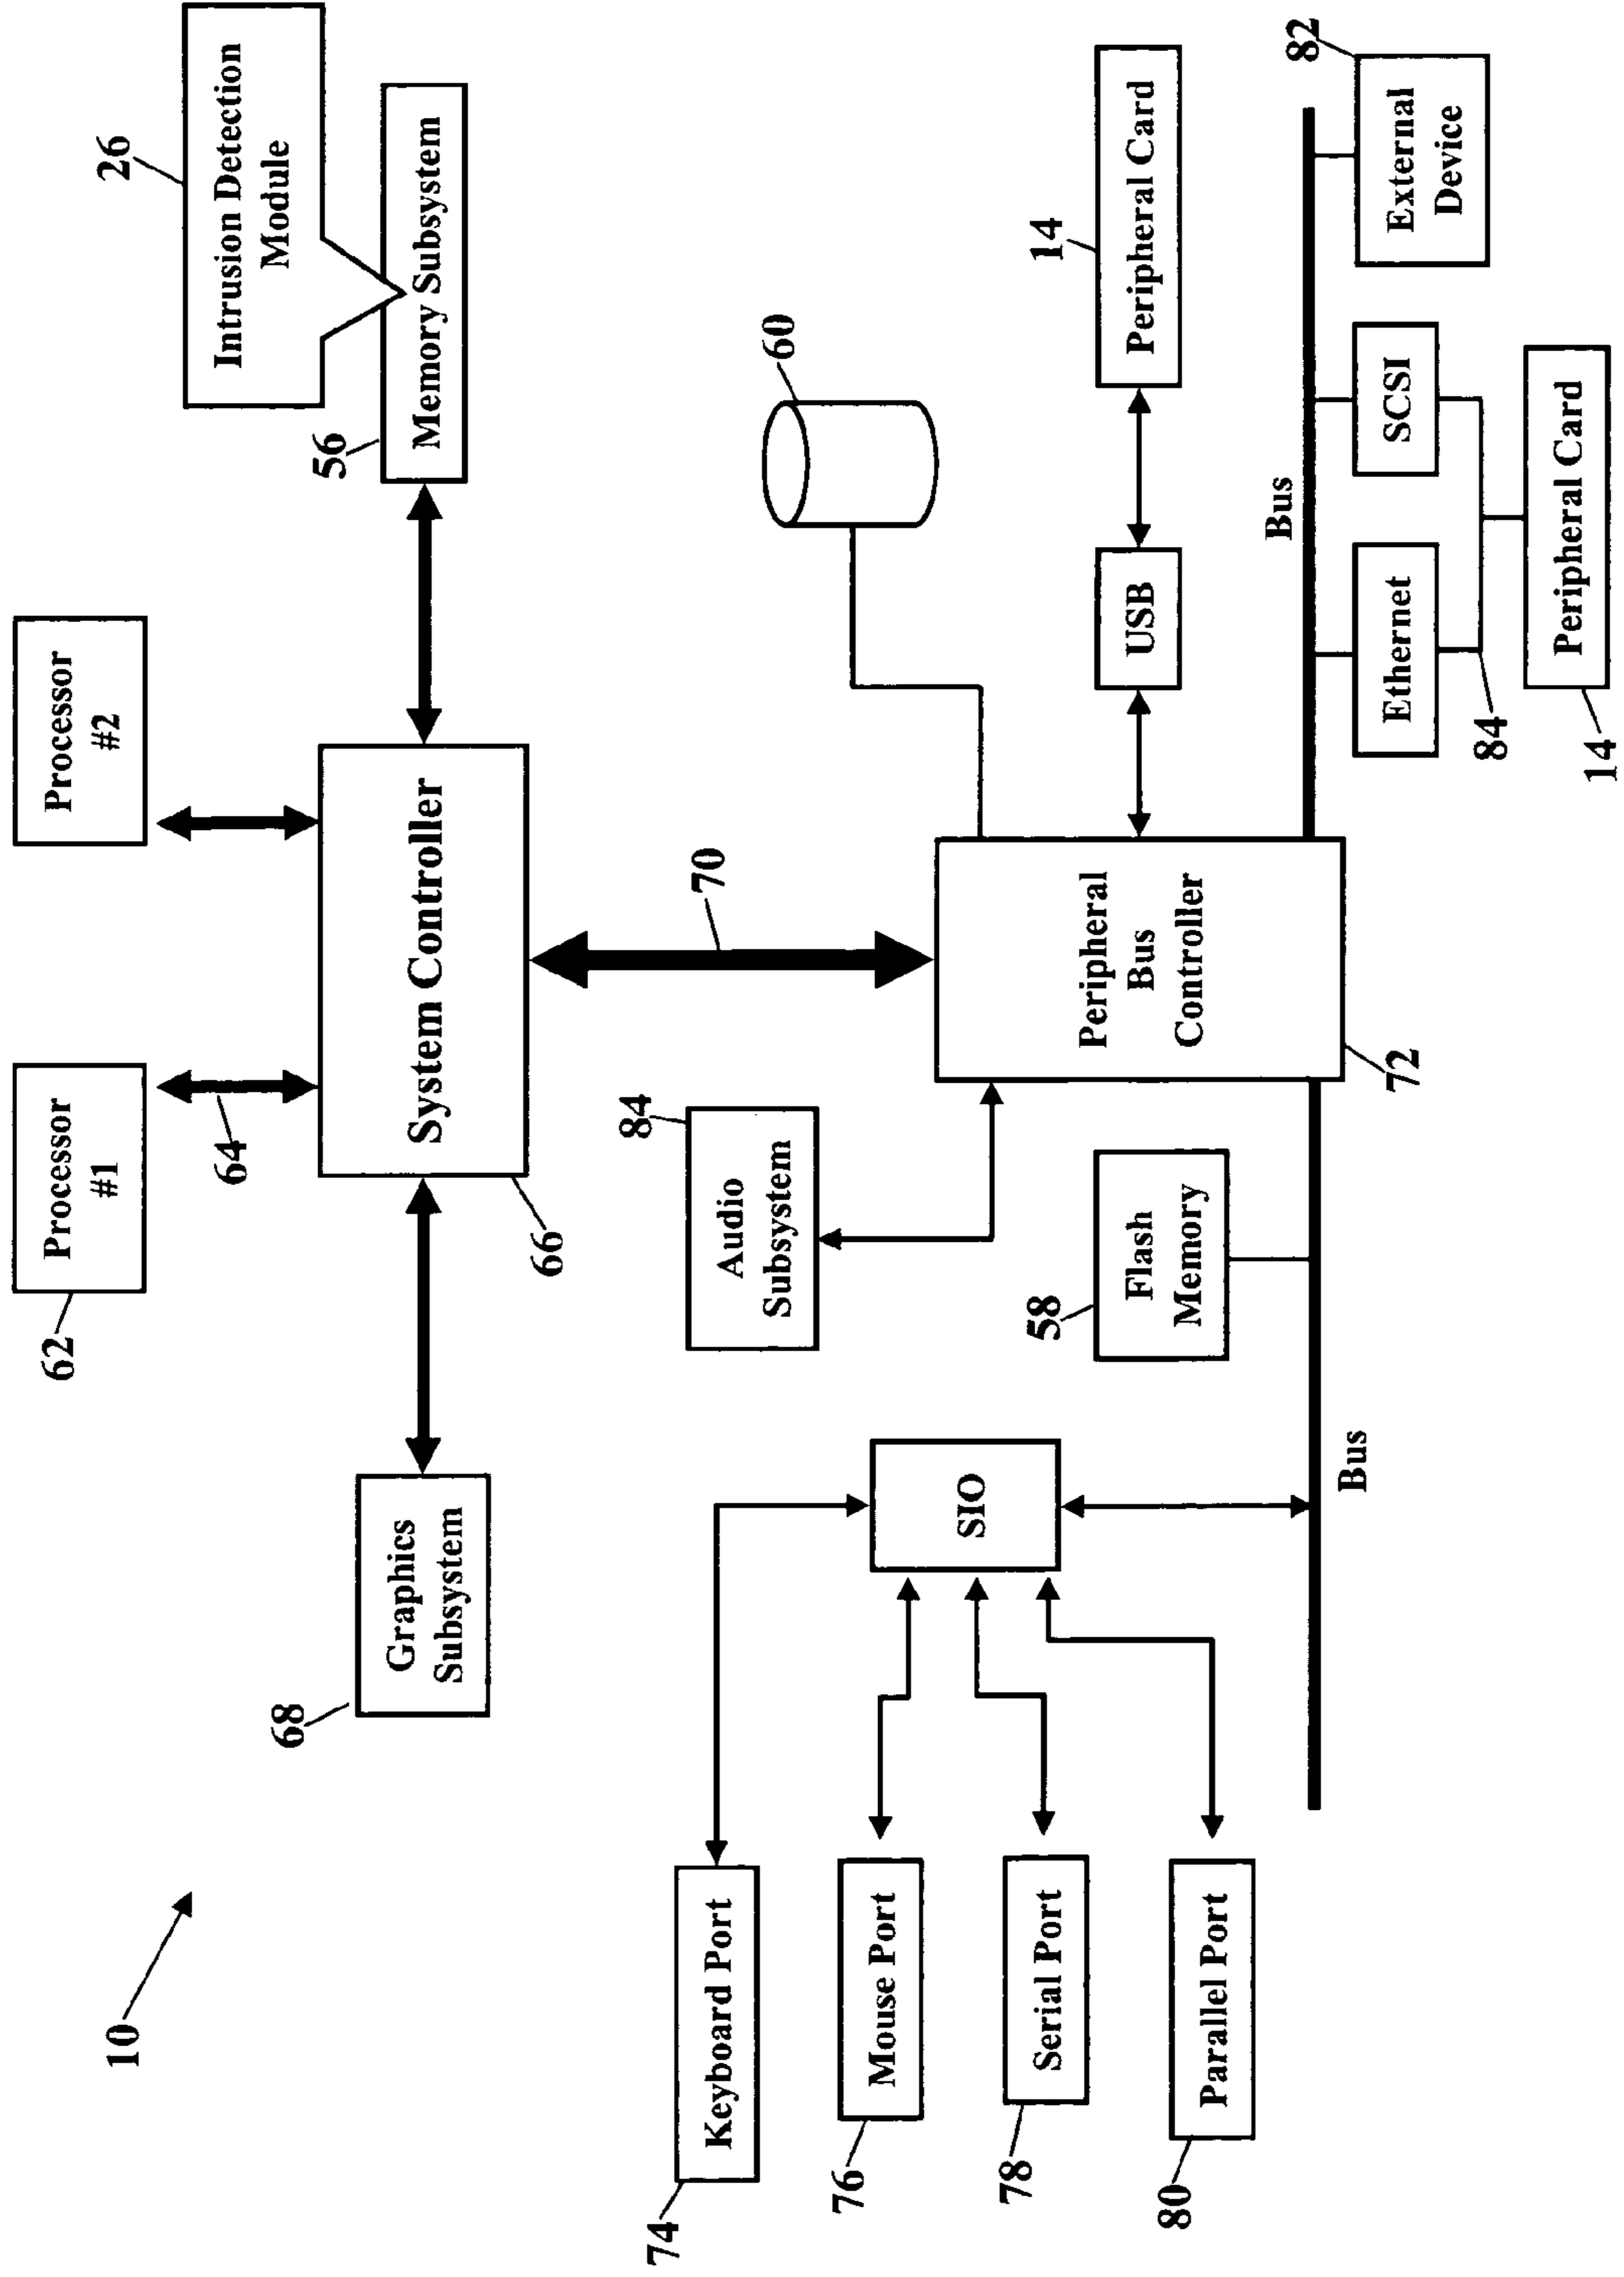 10
62
Processor
#1
64
Processor
#2
26
Intrusion Detection
Module
68
Graphics
Subsystem
66
System Controller
56
Memory Subsystem
70
60
74
Keyboard Port
76
Mouse Port
78
Serial Port
80
Parallel Port
SIO
84
Audio
Subsystem
58
Flash
Memory
Peripheral
Bus
Controller
72
USB
14
Peripheral Card
Bus
Bus
Ethernet
SCSI
82
External
Device
84
14
Peripheral Card